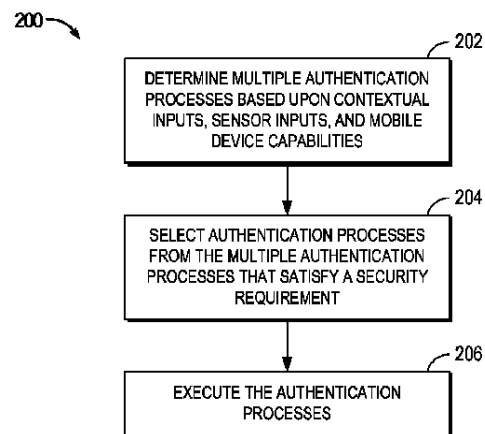 200
202
DETERMINE MULTIPLE AUTHENTICATION
PROCESSES BASED UPON CONTEXTUAL
INPUTS, SENSOR INPUTS, AND MOBILE
DEVICE CAPABILITIES
204
SELECT AUTHENTICATION PROCESSES
FROM THE MULTIPLE AUTHENTICATION
PROCESSES THAT SATISFY A SECURITY
REQUIREMENT
206
EXECUTE THE AUTHENTICATION
PROCESSES